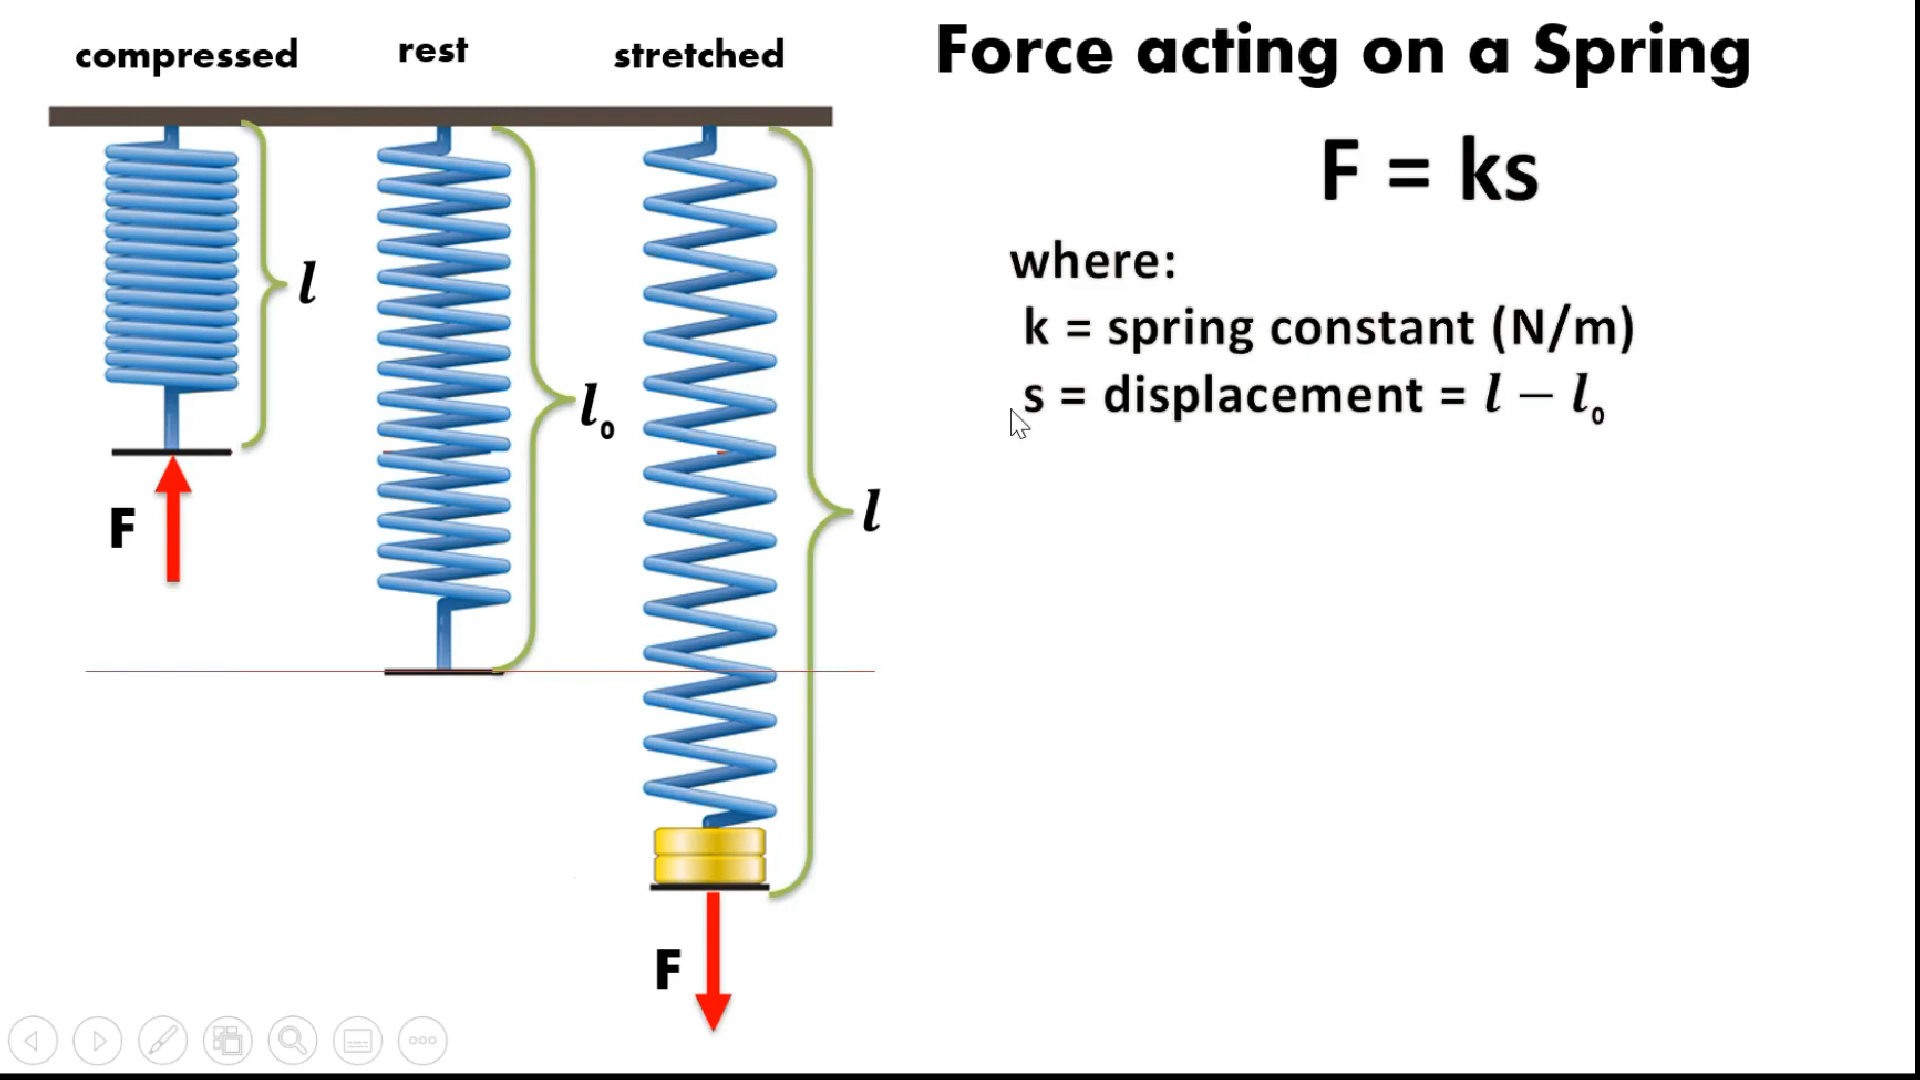 compressed
rest
stretched
Force acting on a Spring
F = ks
where:
k = spring constant (N/m)
s = displacement = l − l₀
l
l₀
l
F
F